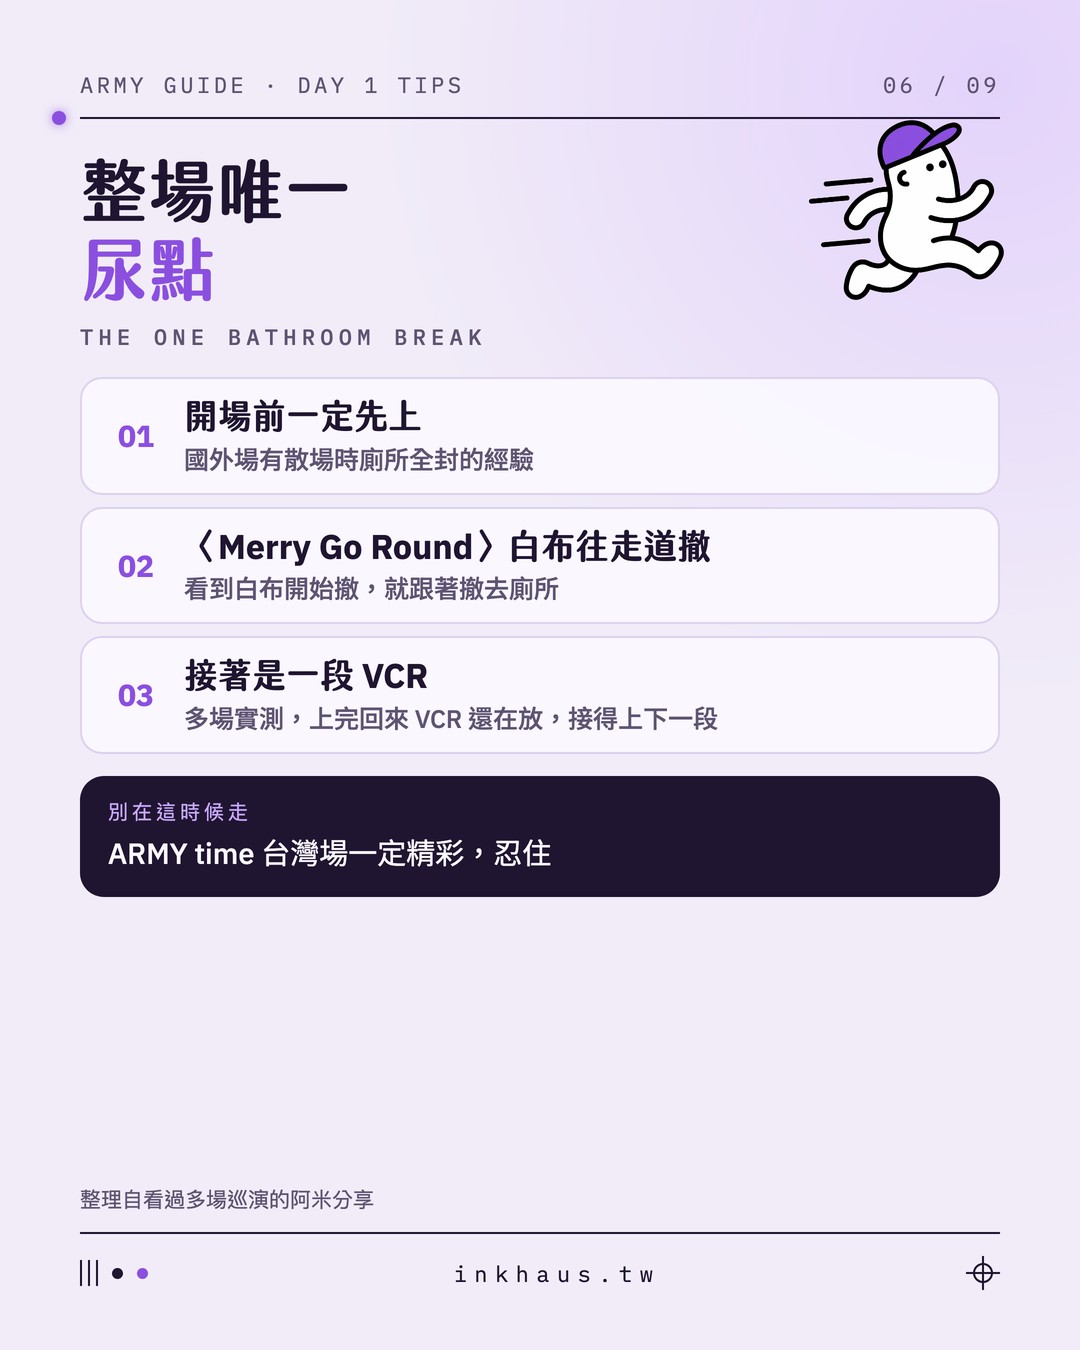 ARMY GUIDE · DAY 1 TIPS
06 / 09
整場唯一
尿點
THE ONE BATHROOM BREAK
01
開場前一定先上
國外場有散場時廁所全封的經驗
02
〈Merry Go Round〉白布往走道撤
看到白布開始撤，就跟著撤去廁所
03
接著是一段 VCR
多場實測，上完回來 VCR 還在放，接得上下一段
別在這時候走
ARMY time 台灣場一定精彩，忍住
整理自看過多場巡演的阿米分享
inkhaus.tw